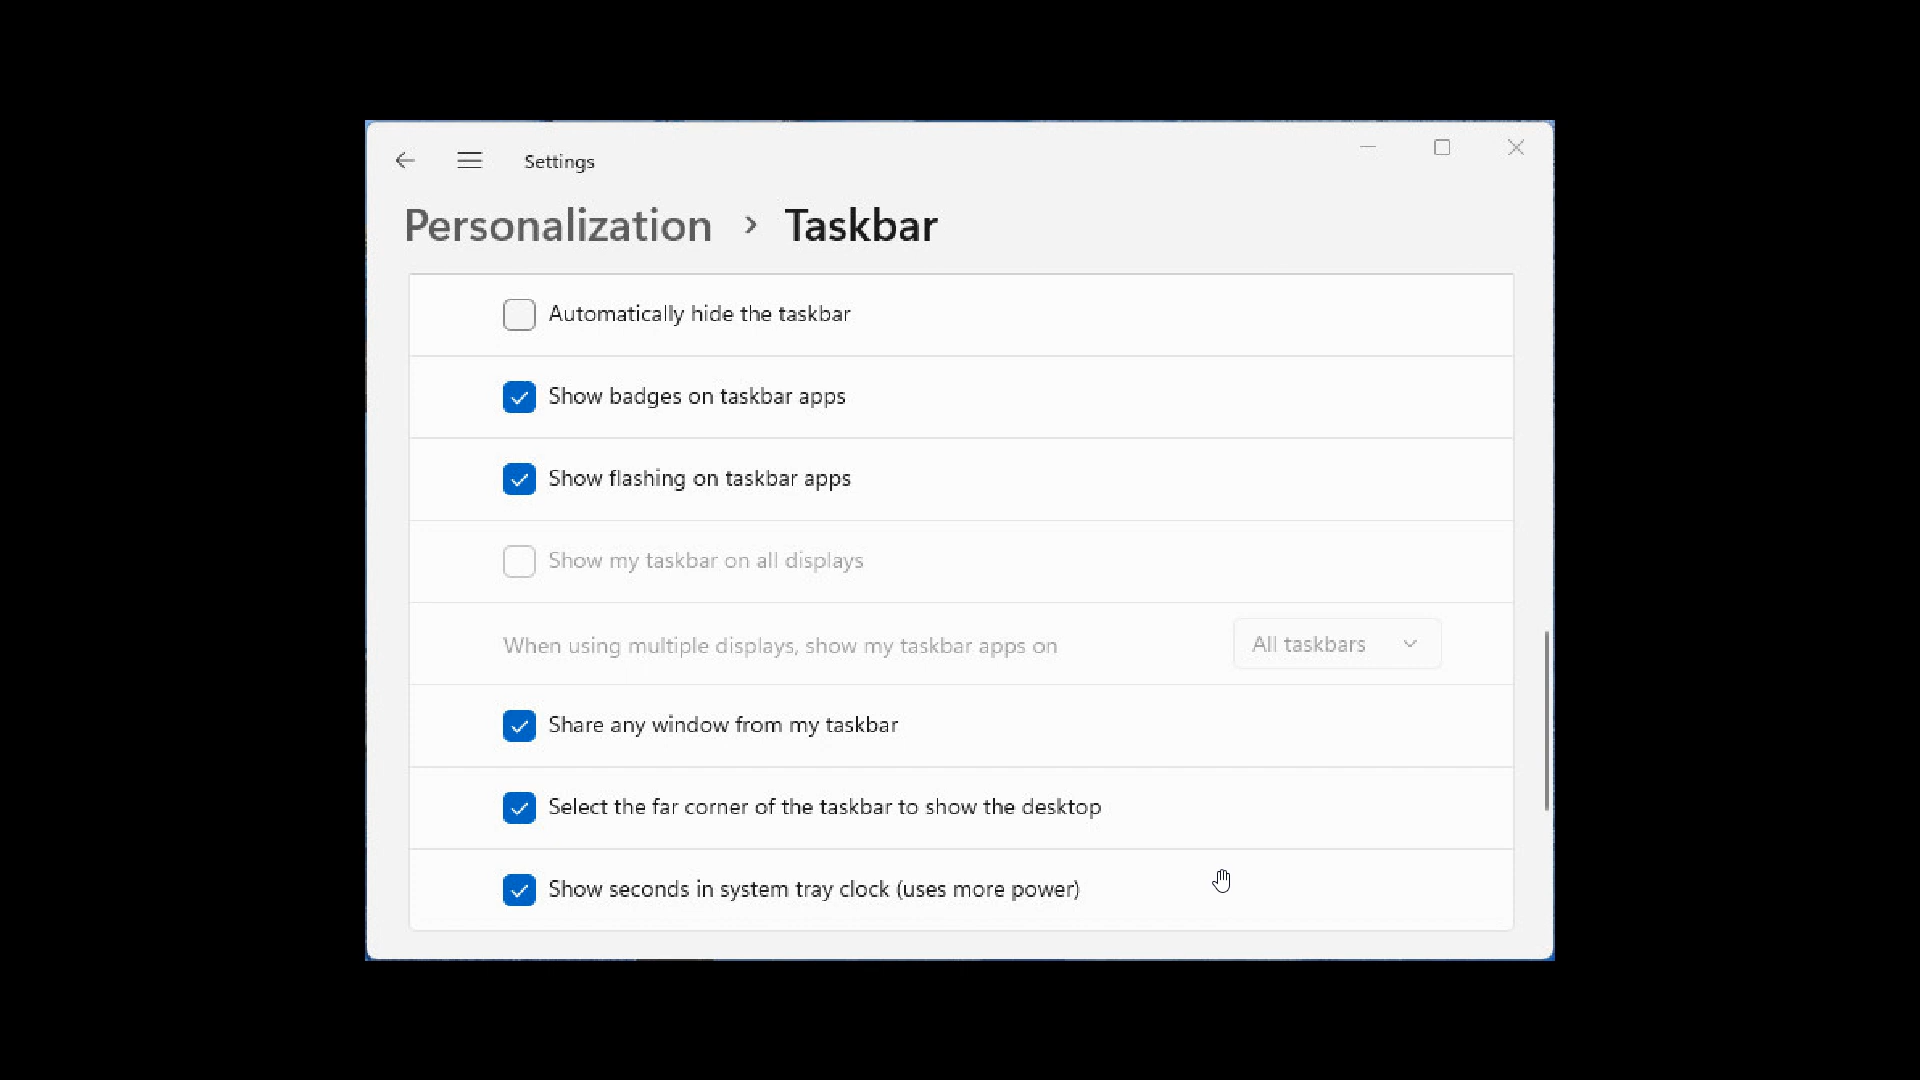 Settings
Personalization > Taskbar
Automatically hide the taskbar
Show badges on taskbar apps
Show flashing on taskbar apps
Show my taskbar on all displays
When using multiple displays, show my taskbar apps on All taskbars
Share any window from my taskbar
Select the far corner of the taskbar to show the desktop
Show seconds in system tray clock (uses more power)